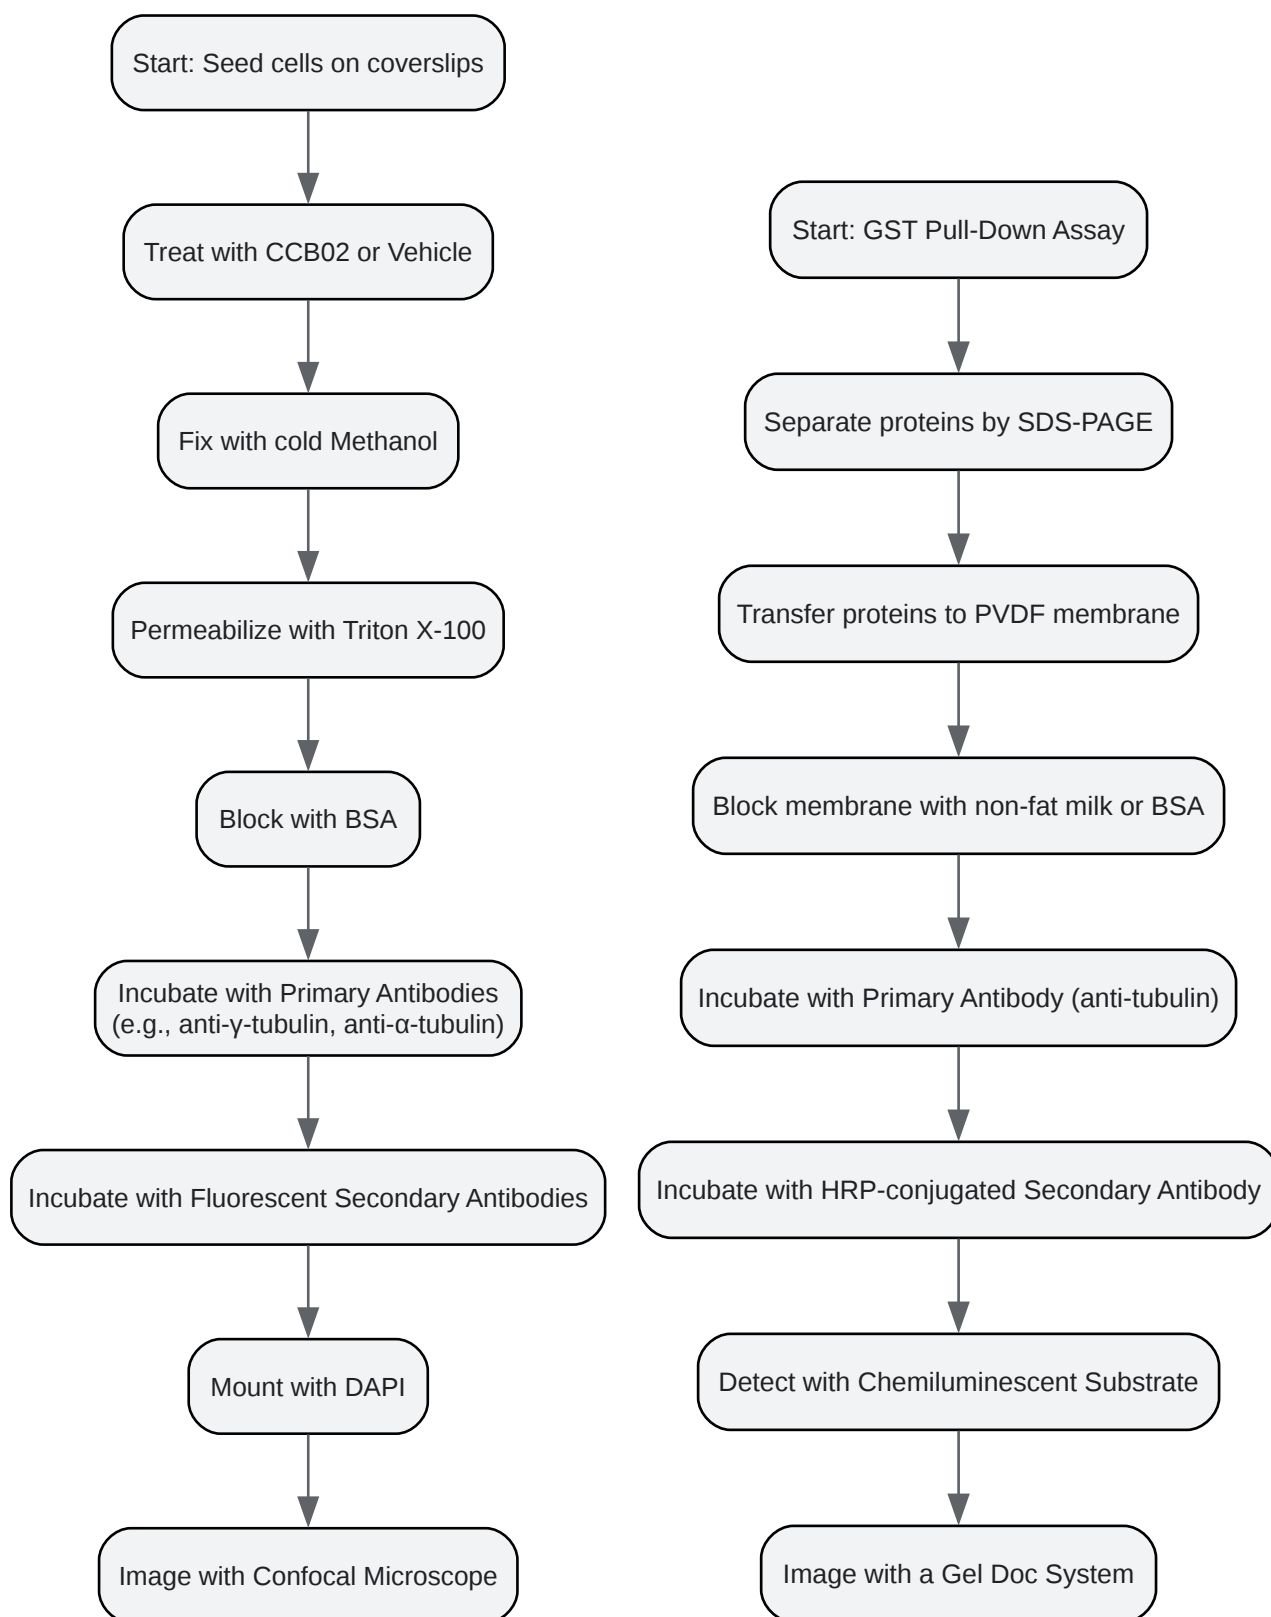 Start: Seed cells on coverslips
Treat with CCB02 or Vehicle
Fix with cold Methanol
Permeabilize with Triton X-100
Block with BSA
Incubate with Primary Antibodies
(e.g., anti-γ-tubulin, anti-α-tubulin)
Incubate with Fluorescent Secondary Antibodies
Mount with DAPI
Image with Confocal Microscope
Start: GST Pull-Down Assay
Separate proteins by SDS-PAGE
Transfer proteins to PVDF membrane
Block membrane with non-fat milk or BSA
Incubate with Primary Antibody (anti-tubulin)
Incubate with HRP-conjugated Secondary Antibody
Detect with Chemiluminescent Substrate
Image with a Gel Doc System